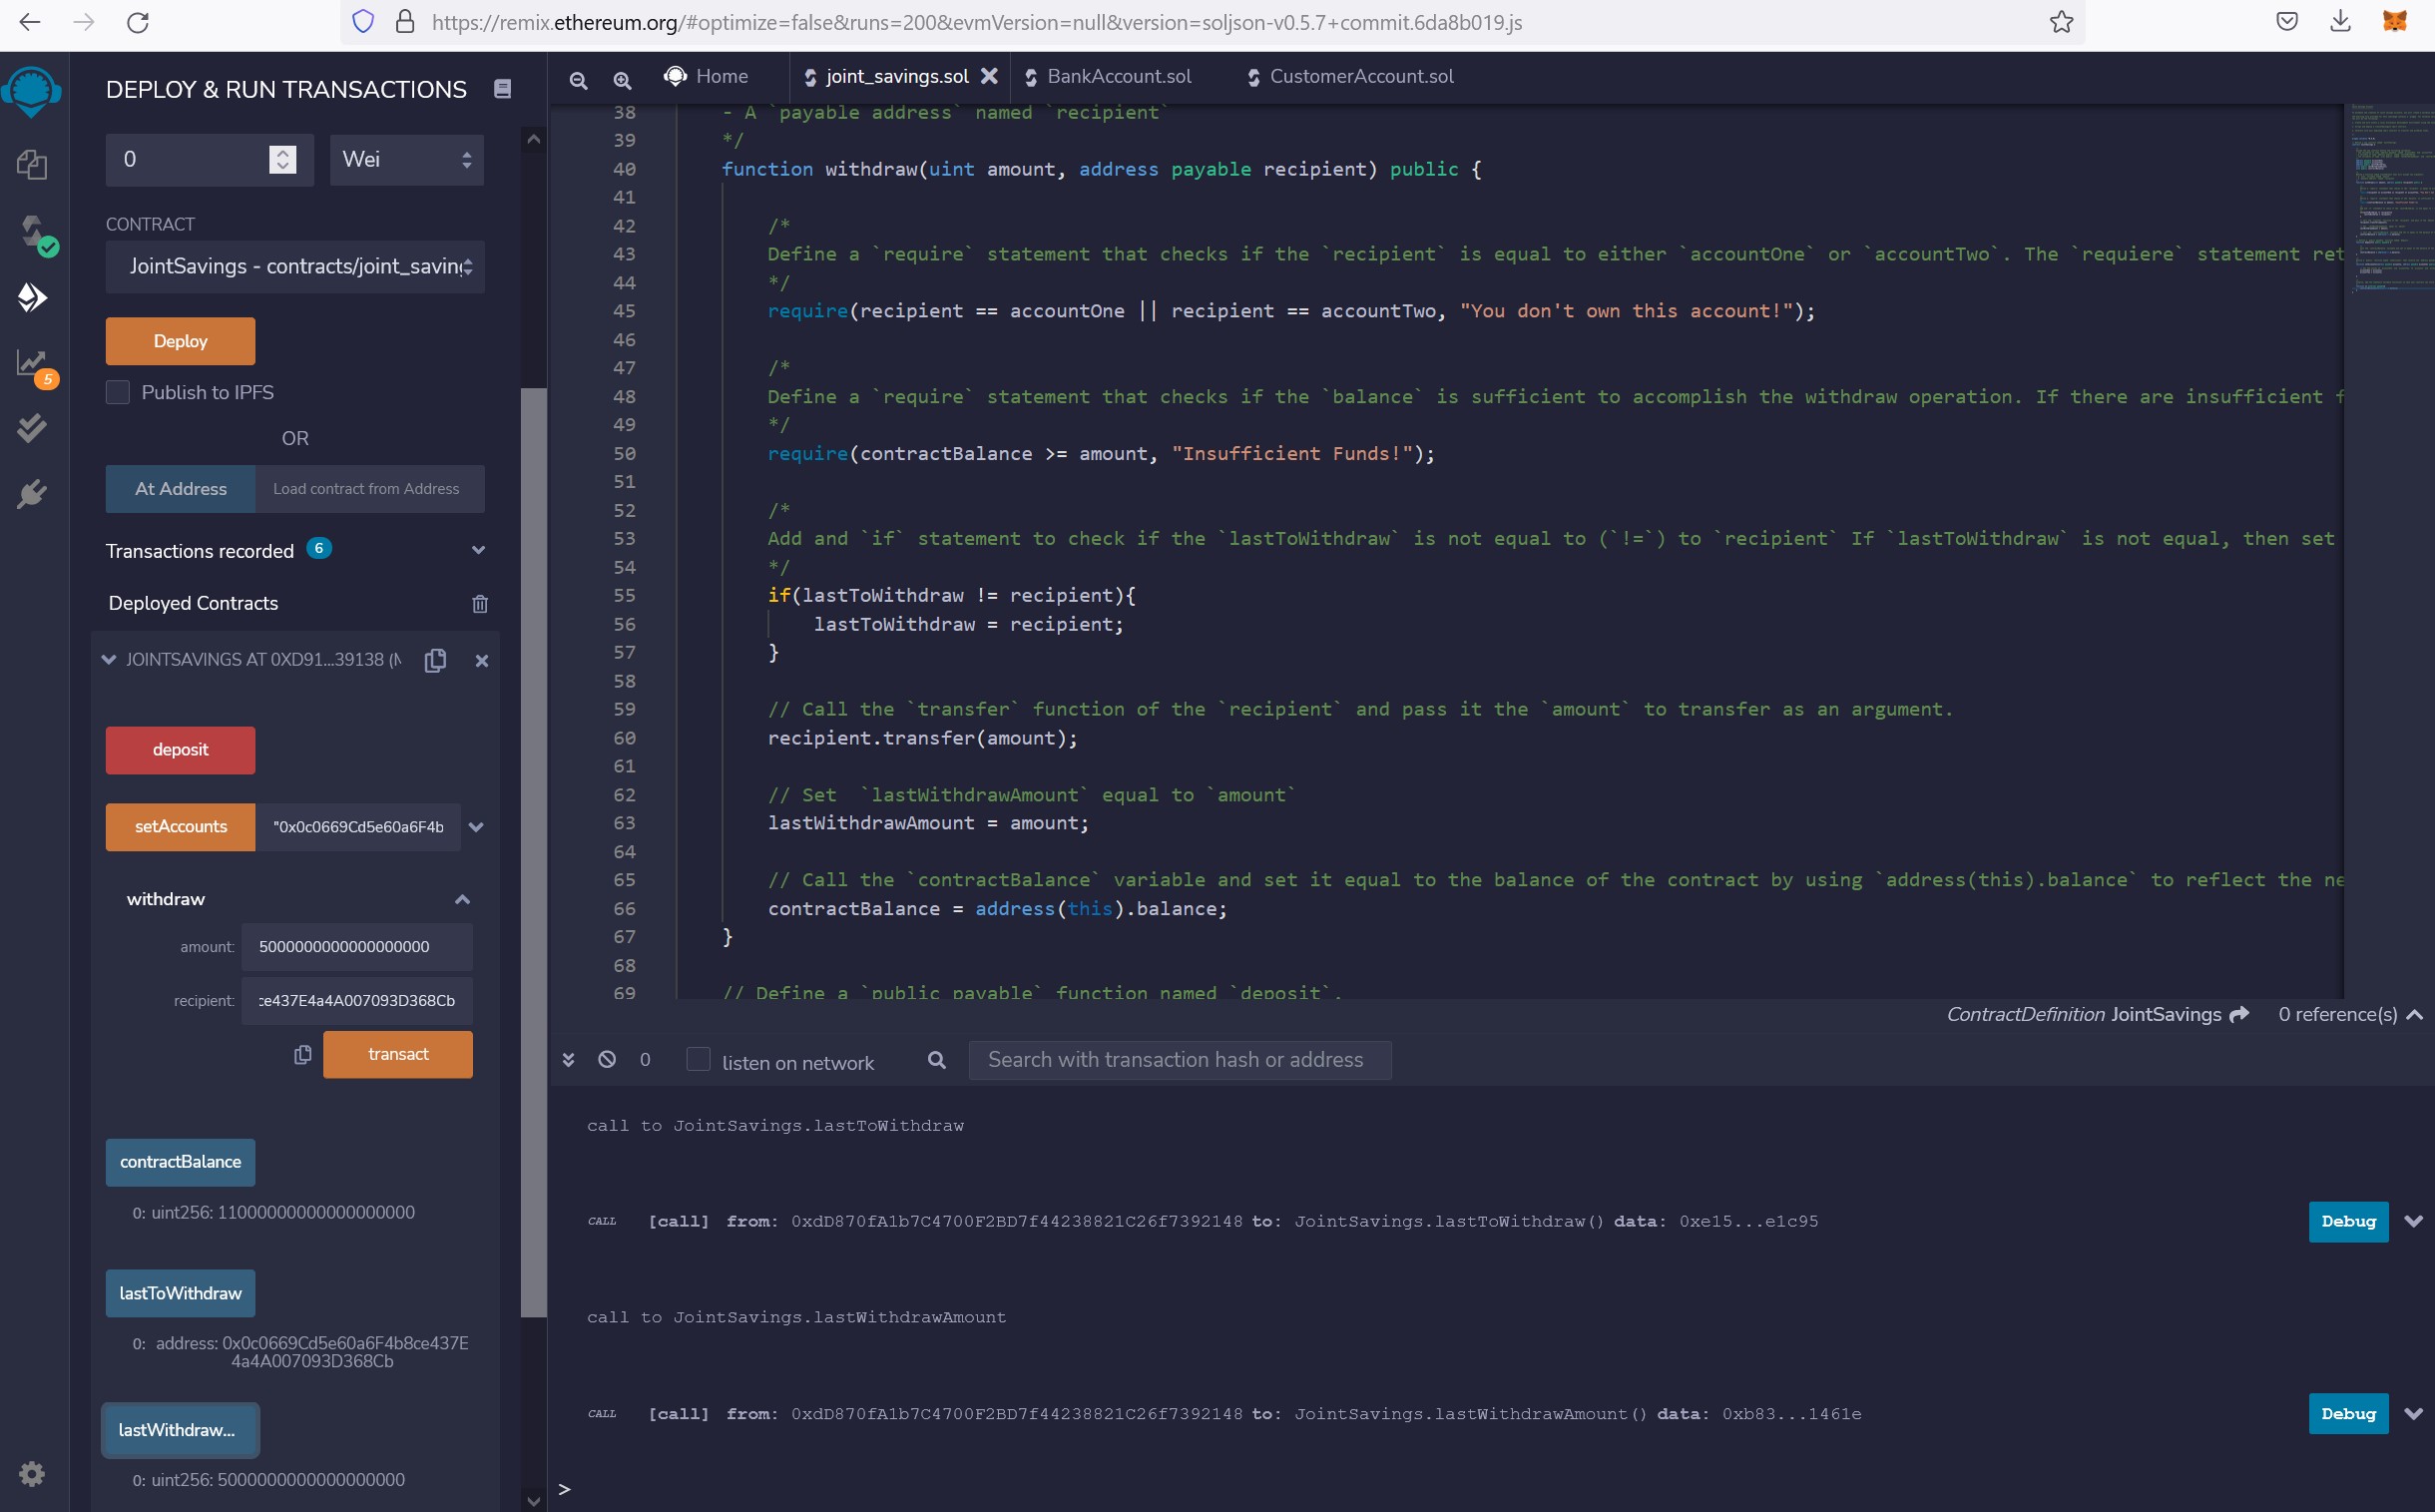 https://remix.ethereum.org/#optimize=false&runs=200&evmVersion=null&version=soljson-v0.5.7+commit.6da8b019.js
DEPLOY & RUN TRANSACTIONS
0
Wei
CONTRACT
JointSavings - contracts/joint_saving
Deploy
Publish to IPFS
OR
At Address
Load contract from Address
Transactions recorded 6
Deployed Contracts
JOINTSAVINGS AT 0XD91...39138 (M
deposit
setAccounts
"0x0c0669Cd5e60a6F4b
withdraw
amount:
5000000000000000000
recipient:
ce437E4a4A007093D368Cb
transact
contractBalance
0: uint256: 11000000000000000000
lastToWithdraw
0: address: 0x0c0669Cd5e60a6F4b8ce437E
4a4A007093D368Cb
lastWithdraw...
0: uint256: 5000000000000000000
5
Home
joint_savings.sol
BankAccount.sol
CustomerAccount.sol
38 - A `payable address` named `recipient`
39 */
40 function withdraw(uint amount, address payable recipient) public {
41
42 /*
43 Define a `require` statement that checks if the `recipient` is equal to either `accountOne` or `accountTwo`. The `requiere` statement ret
44 */
45 require(recipient == accountOne || recipient == accountTwo, "You don't own this account!");
46
47 /*
48 Define a `require` statement that checks if the `balance` is sufficient to accomplish the withdraw operation. If there are insufficient f
49 */
50 require(contractBalance >= amount, "Insufficient Funds!");
51
52 /*
53 Add and `if` statement to check if the `lastToWithdraw` is not equal to (`!=`) to `recipient` If `lastToWithdraw` is not equal, then set
54 */
55 if(lastToWithdraw != recipient){
56 lastToWithdraw = recipient;
57 }
58
59 // Call the `transfer` function of the `recipient` and pass it the `amount` to transfer as an argument.
60 recipient.transfer(amount);
61
62 // Set  `lastWithdrawAmount` equal to `amount`
63 lastWithdrawAmount = amount;
64
65 // Call the `contractBalance` variable and set it equal to the balance of the contract by using `address(this).balance` to reflect the ne
66 contractBalance = address(this).balance;
67 }
68
69 // Define a `public payable` function named `deposit`.
ContractDefinition JointSavings 0 reference(s)
0
listen on network
Search with transaction hash or address
call to JointSavings.lastToWithdraw
CALL [call] from: 0xdD870fA1b7C4700F2BD7f44238821C26f7392148 to: JointSavings.lastToWithdraw() data: 0xe15...e1c95
Debug
call to JointSavings.lastWithdrawAmount
CALL [call] from: 0xdD870fA1b7C4700F2BD7f44238821C26f7392148 to: JointSavings.lastWithdrawAmount() data: 0xb83...1461e
Debug
>